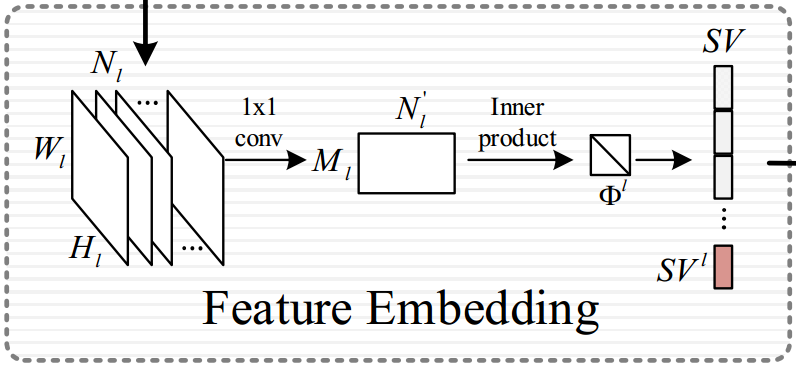 N_l
...
W_l
H_l
...
1x1
conv
M_l
N_l'
Inner
product
Φ^l
SV
⋮
SV^l
Feature Embedding